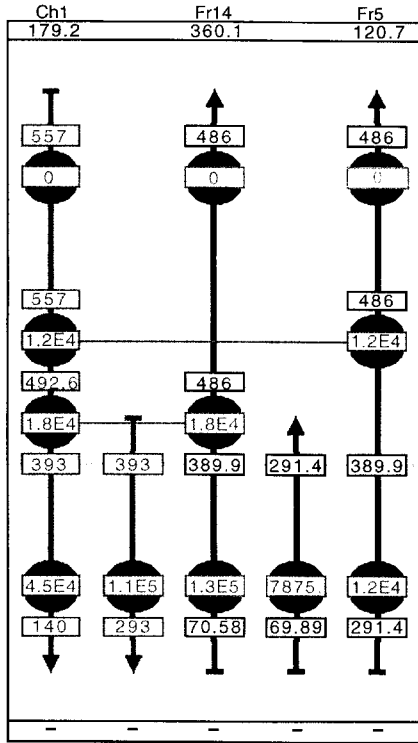 Ch1 Fr14 Fr5
179.2 360.1 120.7
557 486 486
0 0 0
557 486
1.2E4 1.2E4
492.6 486
1.8E4 1.8E4
393 393 389.9 291.4 389.9
4.5E4 1.1E5 1.3E5 7875. 1.2E4
140 293 70.58 69.89 291.4
- - - - -